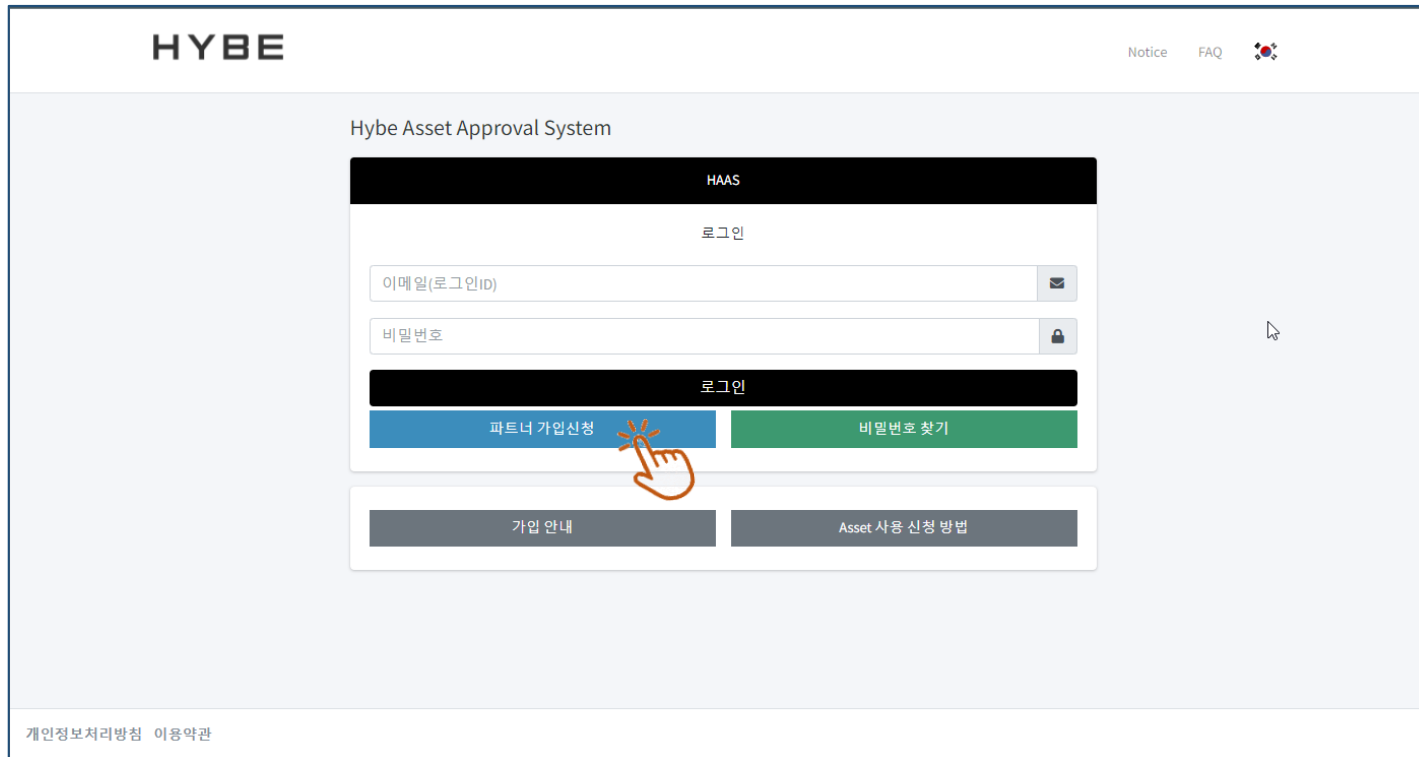 HYBE
Notice FAQ
Hybe Asset Approval System
HAAS
로그인
이메일(로그인ID)
비밀번호
로그인
파트너 가입신청 비밀번호 찾기
가입 안내 Asset 사용 신청 방법
개인정보처리방침 이용약관